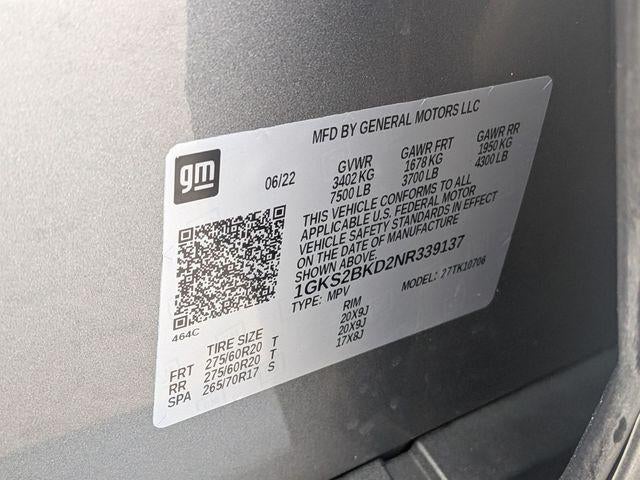 MFD BY GENERAL MOTORS LLC
gm
06/22
GVWR
3402 KG
7500 LB
GAWR FRT
1678 KG
3700 LB
GAWR RR
1950 KG
4300 LB
THIS VEHICLE CONFORMS TO ALL
APPLICABLE U.S. FEDERAL MOTOR
VEHICLE SAFETY STANDARDS IN EFFECT
ON THE DATE OF MANUFACTURE
SHOWN ABOVE.
1GKS2BKD2NR339137
TYPE: MPV
MODEL: 27TK10706
464C
TIRE SIZE RIM
FRT 275/60R20 T 20X9J
RR 275/60R20 T 20X9J
SPA 265/70R17 S 17X8J